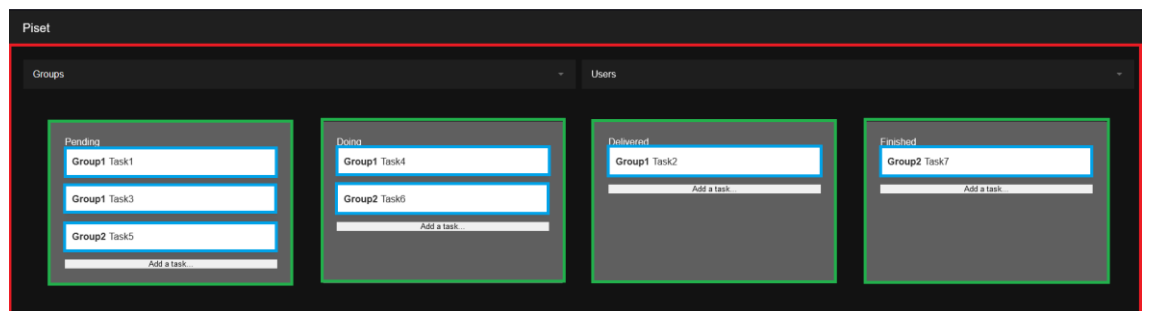 Piset
Groups
Users
Pending
Group1 Task1
Group1 Task3
Group2 Task5
Add a task...
Doing
Group1 Task4
Group2 Task6
Add a task...
Delivered
Group1 Task2
Add a task...
Finished
Group2 Task7
Add a task...